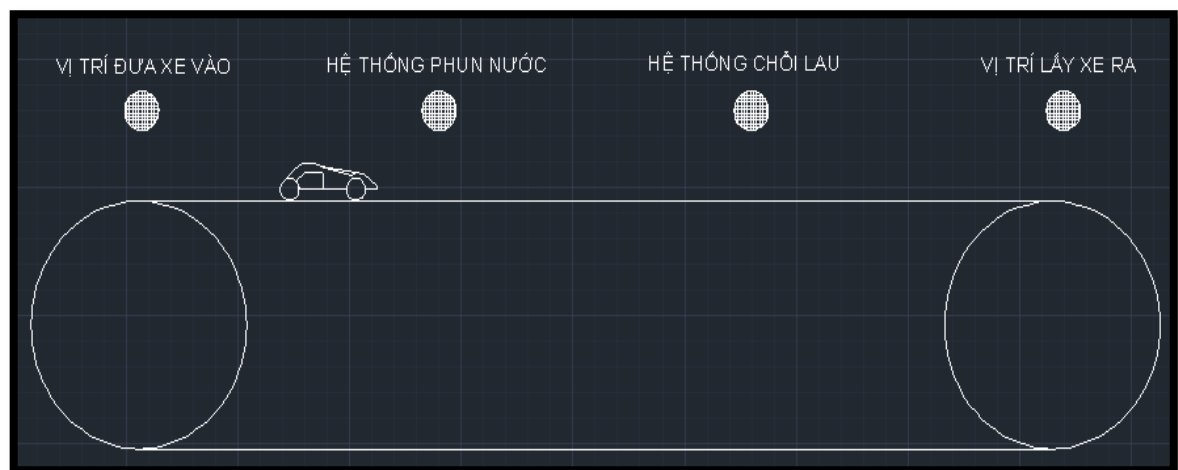 VỊ TRÍ ĐƯA XE VÀO
HỆ THỐNG PHUN NƯỚC
HỆ THỐNG CHỔI LAU
VỊ TRÍ LẤY XE RA